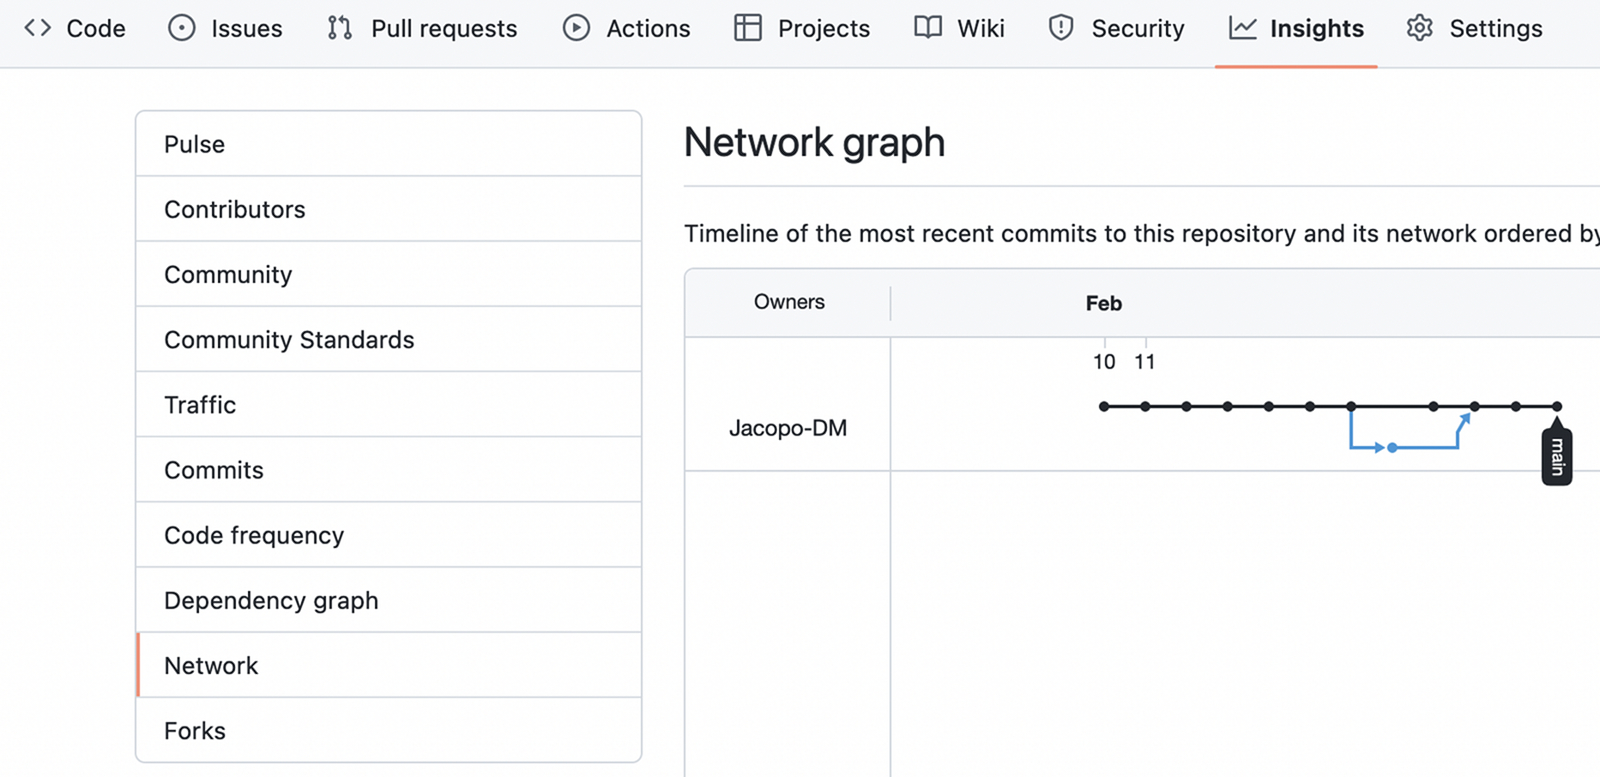 Code Issues Pull requests Actions Projects Wiki Security Insights Settings
Pulse
Contributors
Community
Community Standards
Traffic
Commits
Code frequency
Dependency graph
Network
Forks
Network graph
Timeline of the most recent commits to this repository and its network ordered by
Owners Feb
10 11
Jacopo-DM
main